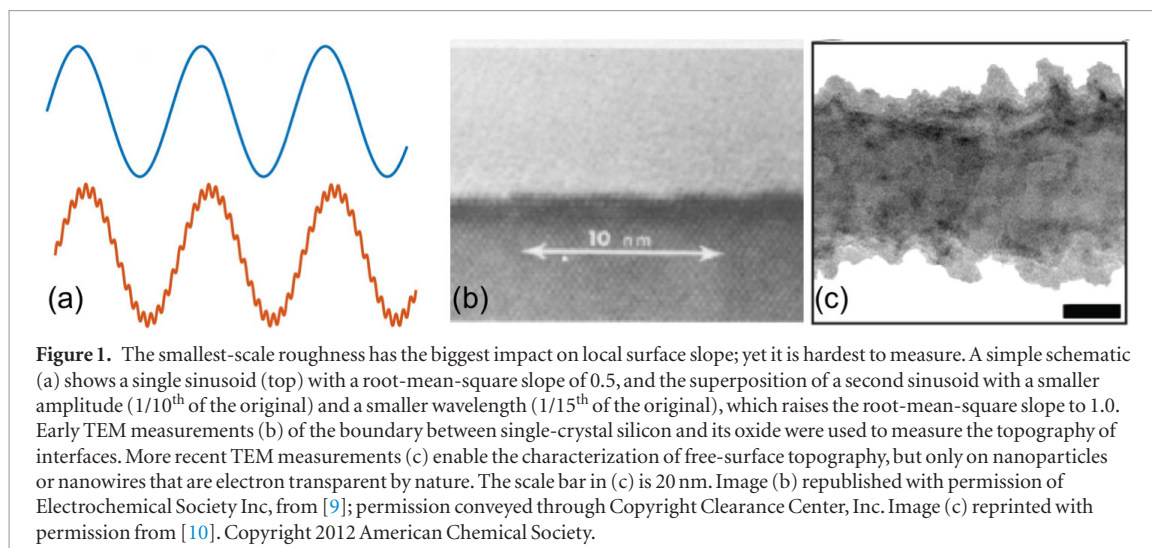 (a)
10 nm
(b)
(c)
Figure 1. The smallest-scale roughness has the biggest impact on local surface slope; yet it is hardest to measure. A simple schematic
(a) shows a single sinusoid (top) with a root-mean-square slope of 0.5, and the superposition of a second sinusoid with a smaller
amplitude (1/10th of the original) and a smaller wavelength (1/15th of the original), which raises the root-mean-square slope to 1.0.
Early TEM measurements (b) of the boundary between single-crystal silicon and its oxide were used to measure the topography of
interfaces. More recent TEM measurements (c) enable the characterization of free-surface topography, but only on nanoparticles
or nanowires that are electron transparent by nature. The scale bar in (c) is 20 nm. Image (b) republished with permission of
Electrochemical Society Inc, from [9]; permission conveyed through Copyright Clearance Center, Inc. Image (c) reprinted with
permission from [10]. Copyright 2012 American Chemical Society.